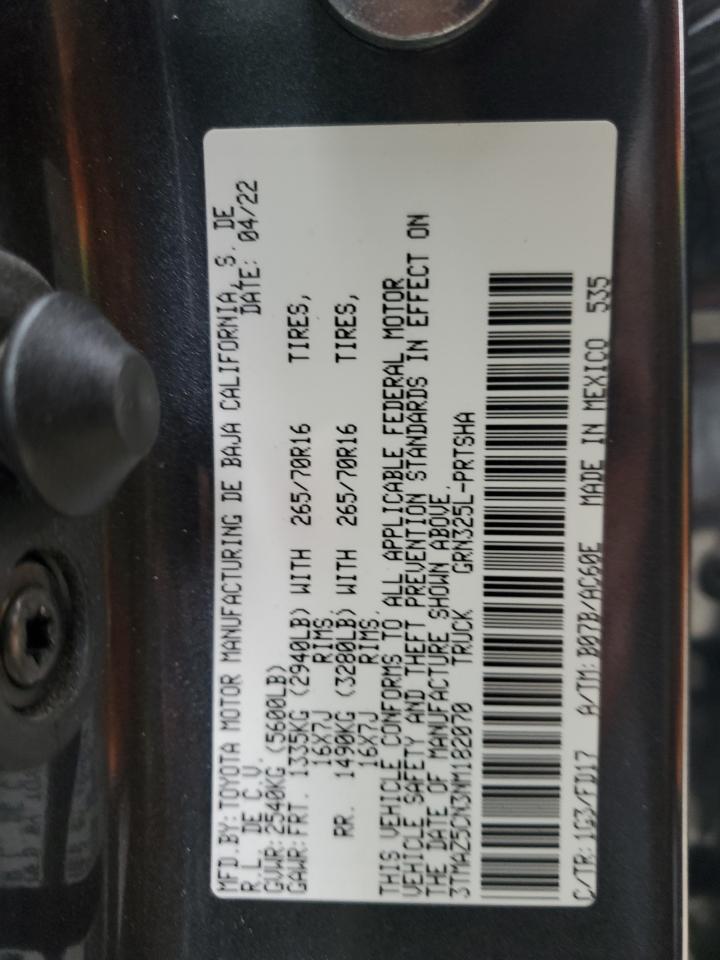 MFD.BY:TOYOTA MOTOR MANUFACTURING DE BAJA CALIFORNIA, S. DE
R.L. DE C.V. DATE: 04/22
GVWR:2540KG (5600LB)
GAWR:FRT. 1335KG (2940LB) WITH 265/70R16 TIRES,
16X7J RIMS,
RR. 1490KG (3280LB) WITH 265/70R16 TIRES,
16X7J RIMS.
THIS VEHICLE CONFORMS TO ALL APPLICABLE FEDERAL MOTOR
VEHICLE SAFETY AND THEFT PREVENTION STANDARDS IN EFFECT ON
THE DATE OF MANUFACTURE SHOWN ABOVE.
3TMAZ5CN3NM182070 TRUCK GRN325L-PRTSHA
C/TR:1G3/FD17 A/TM:B07B/AC60E MADE IN MEXICO 535